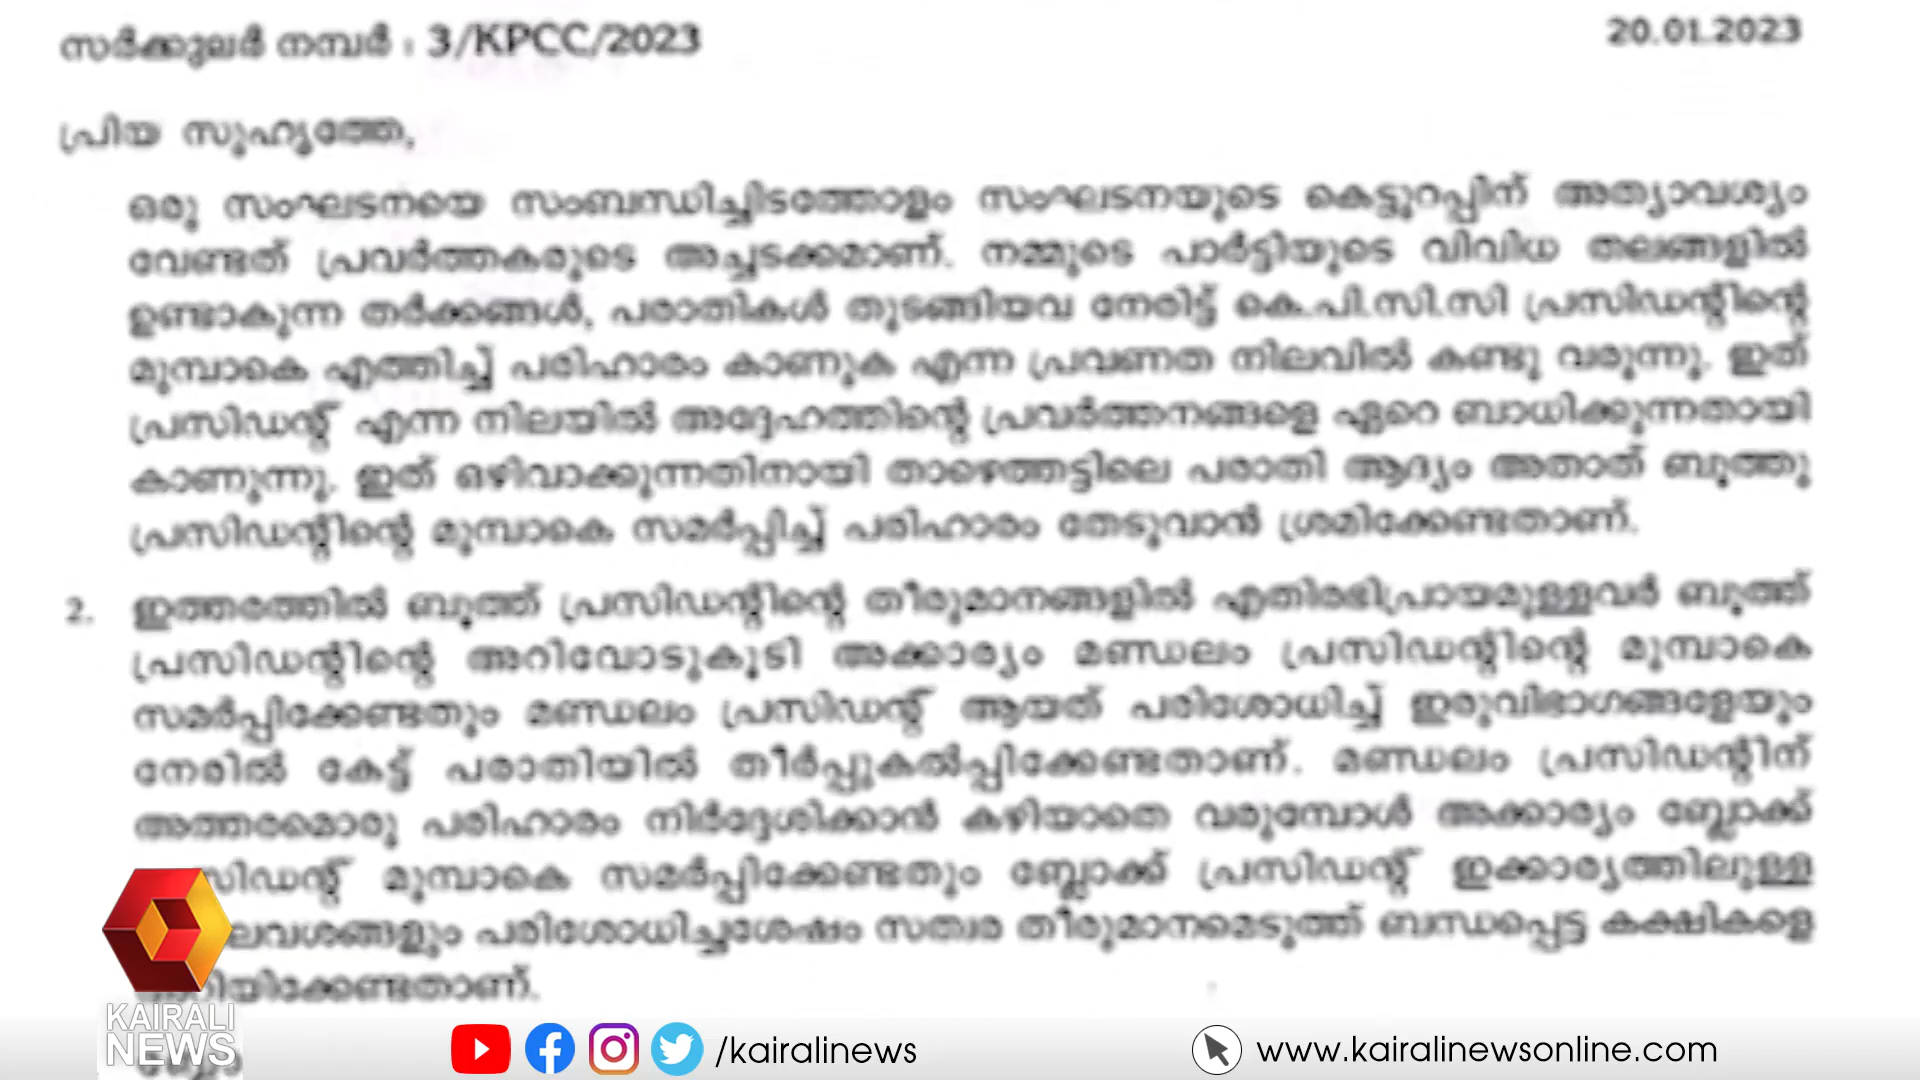 സർക്കുലർ നമ്പർ : 3/KPCC/2023
20.01.2023
പ്രിയ സുഹൃത്തേ,
ഒരു സംഘടനയെ സംബന്ധിച്ചിടത്തോളം സംഘടനയുടെ കെട്ടുറപ്പിന് അത്യാവശ്യം
വേണ്ടത് പ്രവർത്തകരുടെ അച്ചടക്കമാണ്. നമ്മുടെ പാർട്ടിയുടെ വിവിധ തലങ്ങളിൽ
ഉണ്ടാകുന്ന തർക്കങ്ങൾ, പരാതികൾ തുടങ്ങിയവ നേരിട്ട് കെ.പി.സി.സി പ്രസിഡന്റിന്റെ
മുമ്പാകെ എത്തിച്ച് പരിഹാരം കാണുക എന്ന പ്രവണത നിലവിൽ കണ്ടു വരുന്നു. ഇത്
പ്രസിഡന്റ് എന്ന നിലയിൽ അദ്ദേഹത്തിന്റെ പ്രവർത്തനങ്ങളെ ഏറെ ബാധിക്കുന്നതായി
കാണുന്നു. ഇത് ഒഴിവാക്കുന്നതിനായി താഴെത്തട്ടിലെ പരാതി ആദ്യം അതാത് ബൂത്തു
പ്രസിഡന്റിന്റെ മുമ്പാകെ സമർപ്പിച്ച് പരിഹാരം തേടുവാൻ ശ്രമിക്കേണ്ടതാണ്.
2. ഇത്തരത്തിൽ ബൂത്ത് പ്രസിഡന്റിന്റെ തീരുമാനങ്ങളിൽ എതിരഭിപ്രായമുള്ളവർ ബൂത്ത്
പ്രസിഡന്റിന്റെ അറിവോടുകൂടി അക്കാര്യം മണ്ഡലം പ്രസിഡന്റിന്റെ മുമ്പാകെ
സമർപ്പിക്കേണ്ടതും മണ്ഡലം പ്രസിഡന്റ് ആയത് പരിശോധിച്ച് ഇരുവിഭാഗങ്ങളേയും
നേരിൽ കേട്ട് പരാതിയിൽ തീർപ്പുകൽപ്പിക്കേണ്ടതാണ്. മണ്ഡലം പ്രസിഡന്റിന്
അത്തരമൊരു പരിഹാരം നിർദ്ദേശിക്കാൻ കഴിയാതെ വരുമ്പോൾ അക്കാര്യം ബ്ലോക്ക്
സിഡന്റ് മുമ്പാകെ സമർപ്പിക്കേണ്ടതും ബ്ലോക്ക് പ്രസിഡന്റ് ഇക്കാര്യത്തിലുള്ള
ലവശങ്ങളും പരിശോധിച്ചശേഷം സത്വര തീരുമാനമെടുത്ത് ബന്ധപ്പെട്ട കക്ഷികളെ
റിയിക്കേണ്ടതാണ്.
KAIRALI
NEWS
/kairalinews
www.kairalinewsonline.com